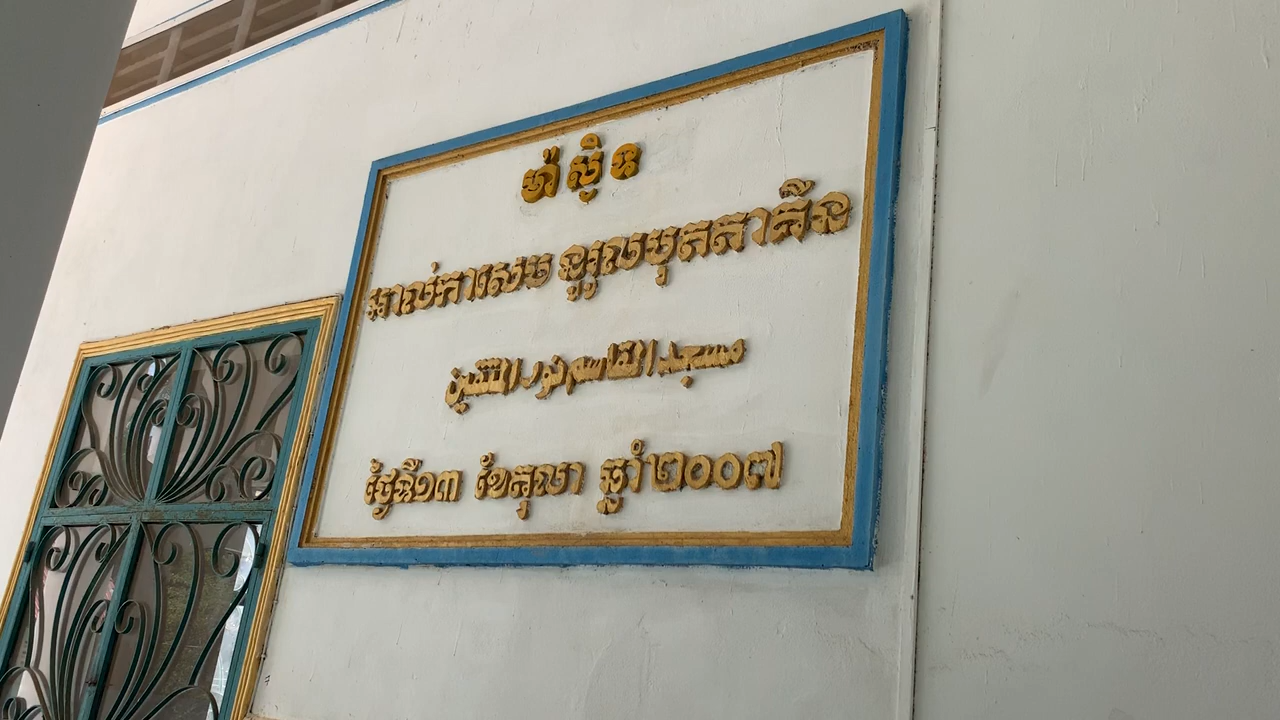 ម៉ាស្ទិទ
អាល់កាសេម នូរូលមុតតាគីន
مسجد القاسم نور المتقين
ថ្ងៃទី១៣ ខែតុលា ឆ្នាំ២០០៧